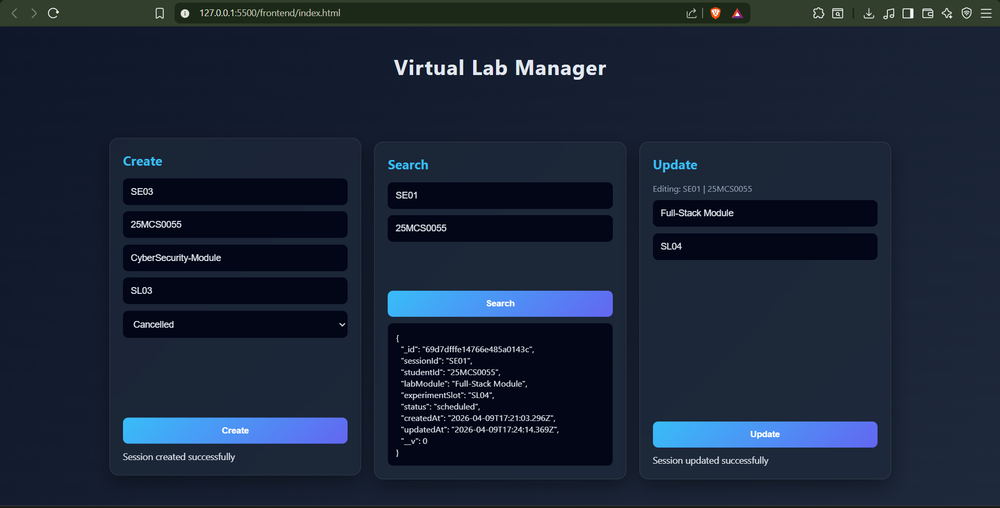 127.0.0.1:5500/frontend/index.html
Virtual Lab Manager
Create
SE03
25MCS0055
CyberSecurity-Module
SL03
Cancelled
Create
Session created successfully
Search
SE01
25MCS0055
Search
{
"_id": "69d7dfffe14766e485a0143c",
"sessionId": "SE01",
"studentId": "25MCS0055",
"labModule": "Full-Stack Module",
"experimentSlot": "SL04",
"status": "scheduled",
"createdAt": "2026-04-09T17:21:03.296Z",
"updatedAt": "2026-04-09T17:24:14.369Z",
"__v": 0
}
Update
Editing: SE01 | 25MCS0055
Full-Stack Module
SL04
Update
Session updated successfully